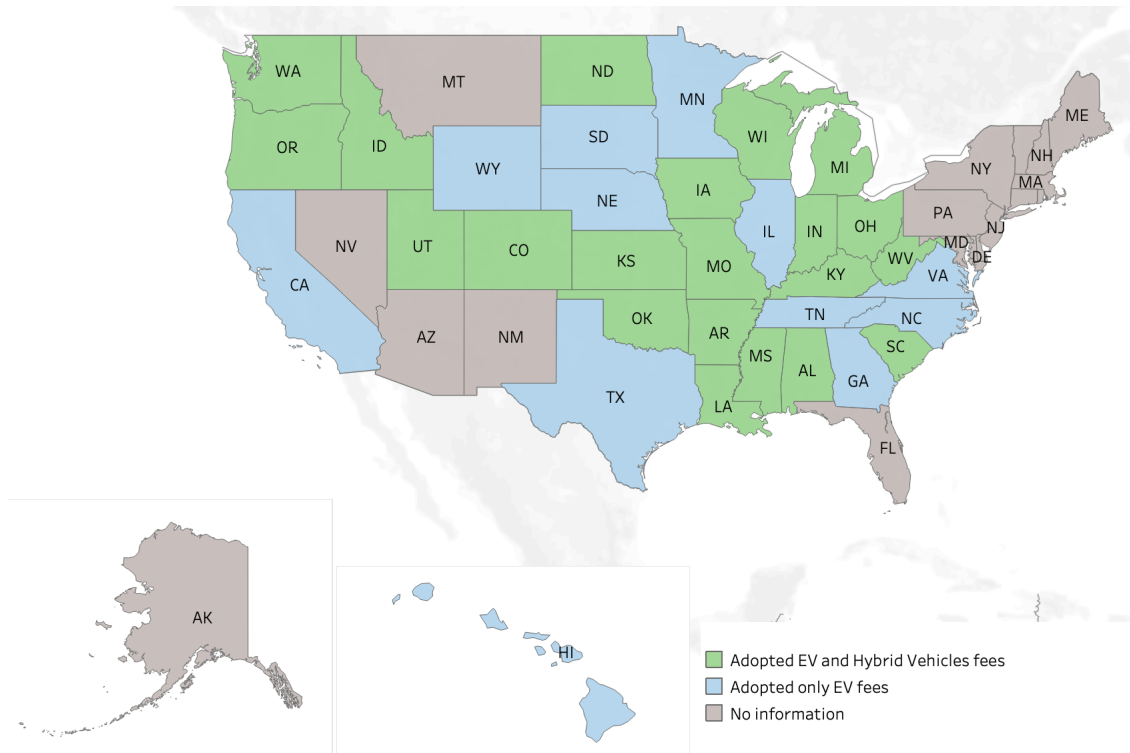 WA
MT
ND
MN
ME
OR
ID
SD
WI
MI
NY
NH
MA
WY
NE
IA
PA
NJ
NV
UT
CO
IL
IN
OH
MD
DE
CA
KS
MO
KY
WV
VA
AZ
NM
OK
AR
TN
NC
TX
LA
MS
AL
GA
SC
FL
AK
HI
Adopted EV and Hybrid Vehicles fees
Adopted only EV fees
No information